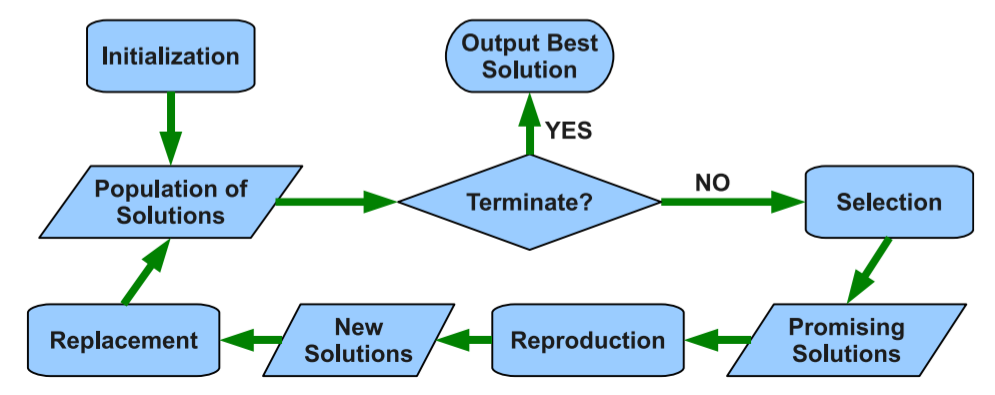 Initialization
Output Best
Solution
YES
Population of
Solutions
Terminate?
NO
Selection
Replacement
New
Solutions
Reproduction
Promising
Solutions